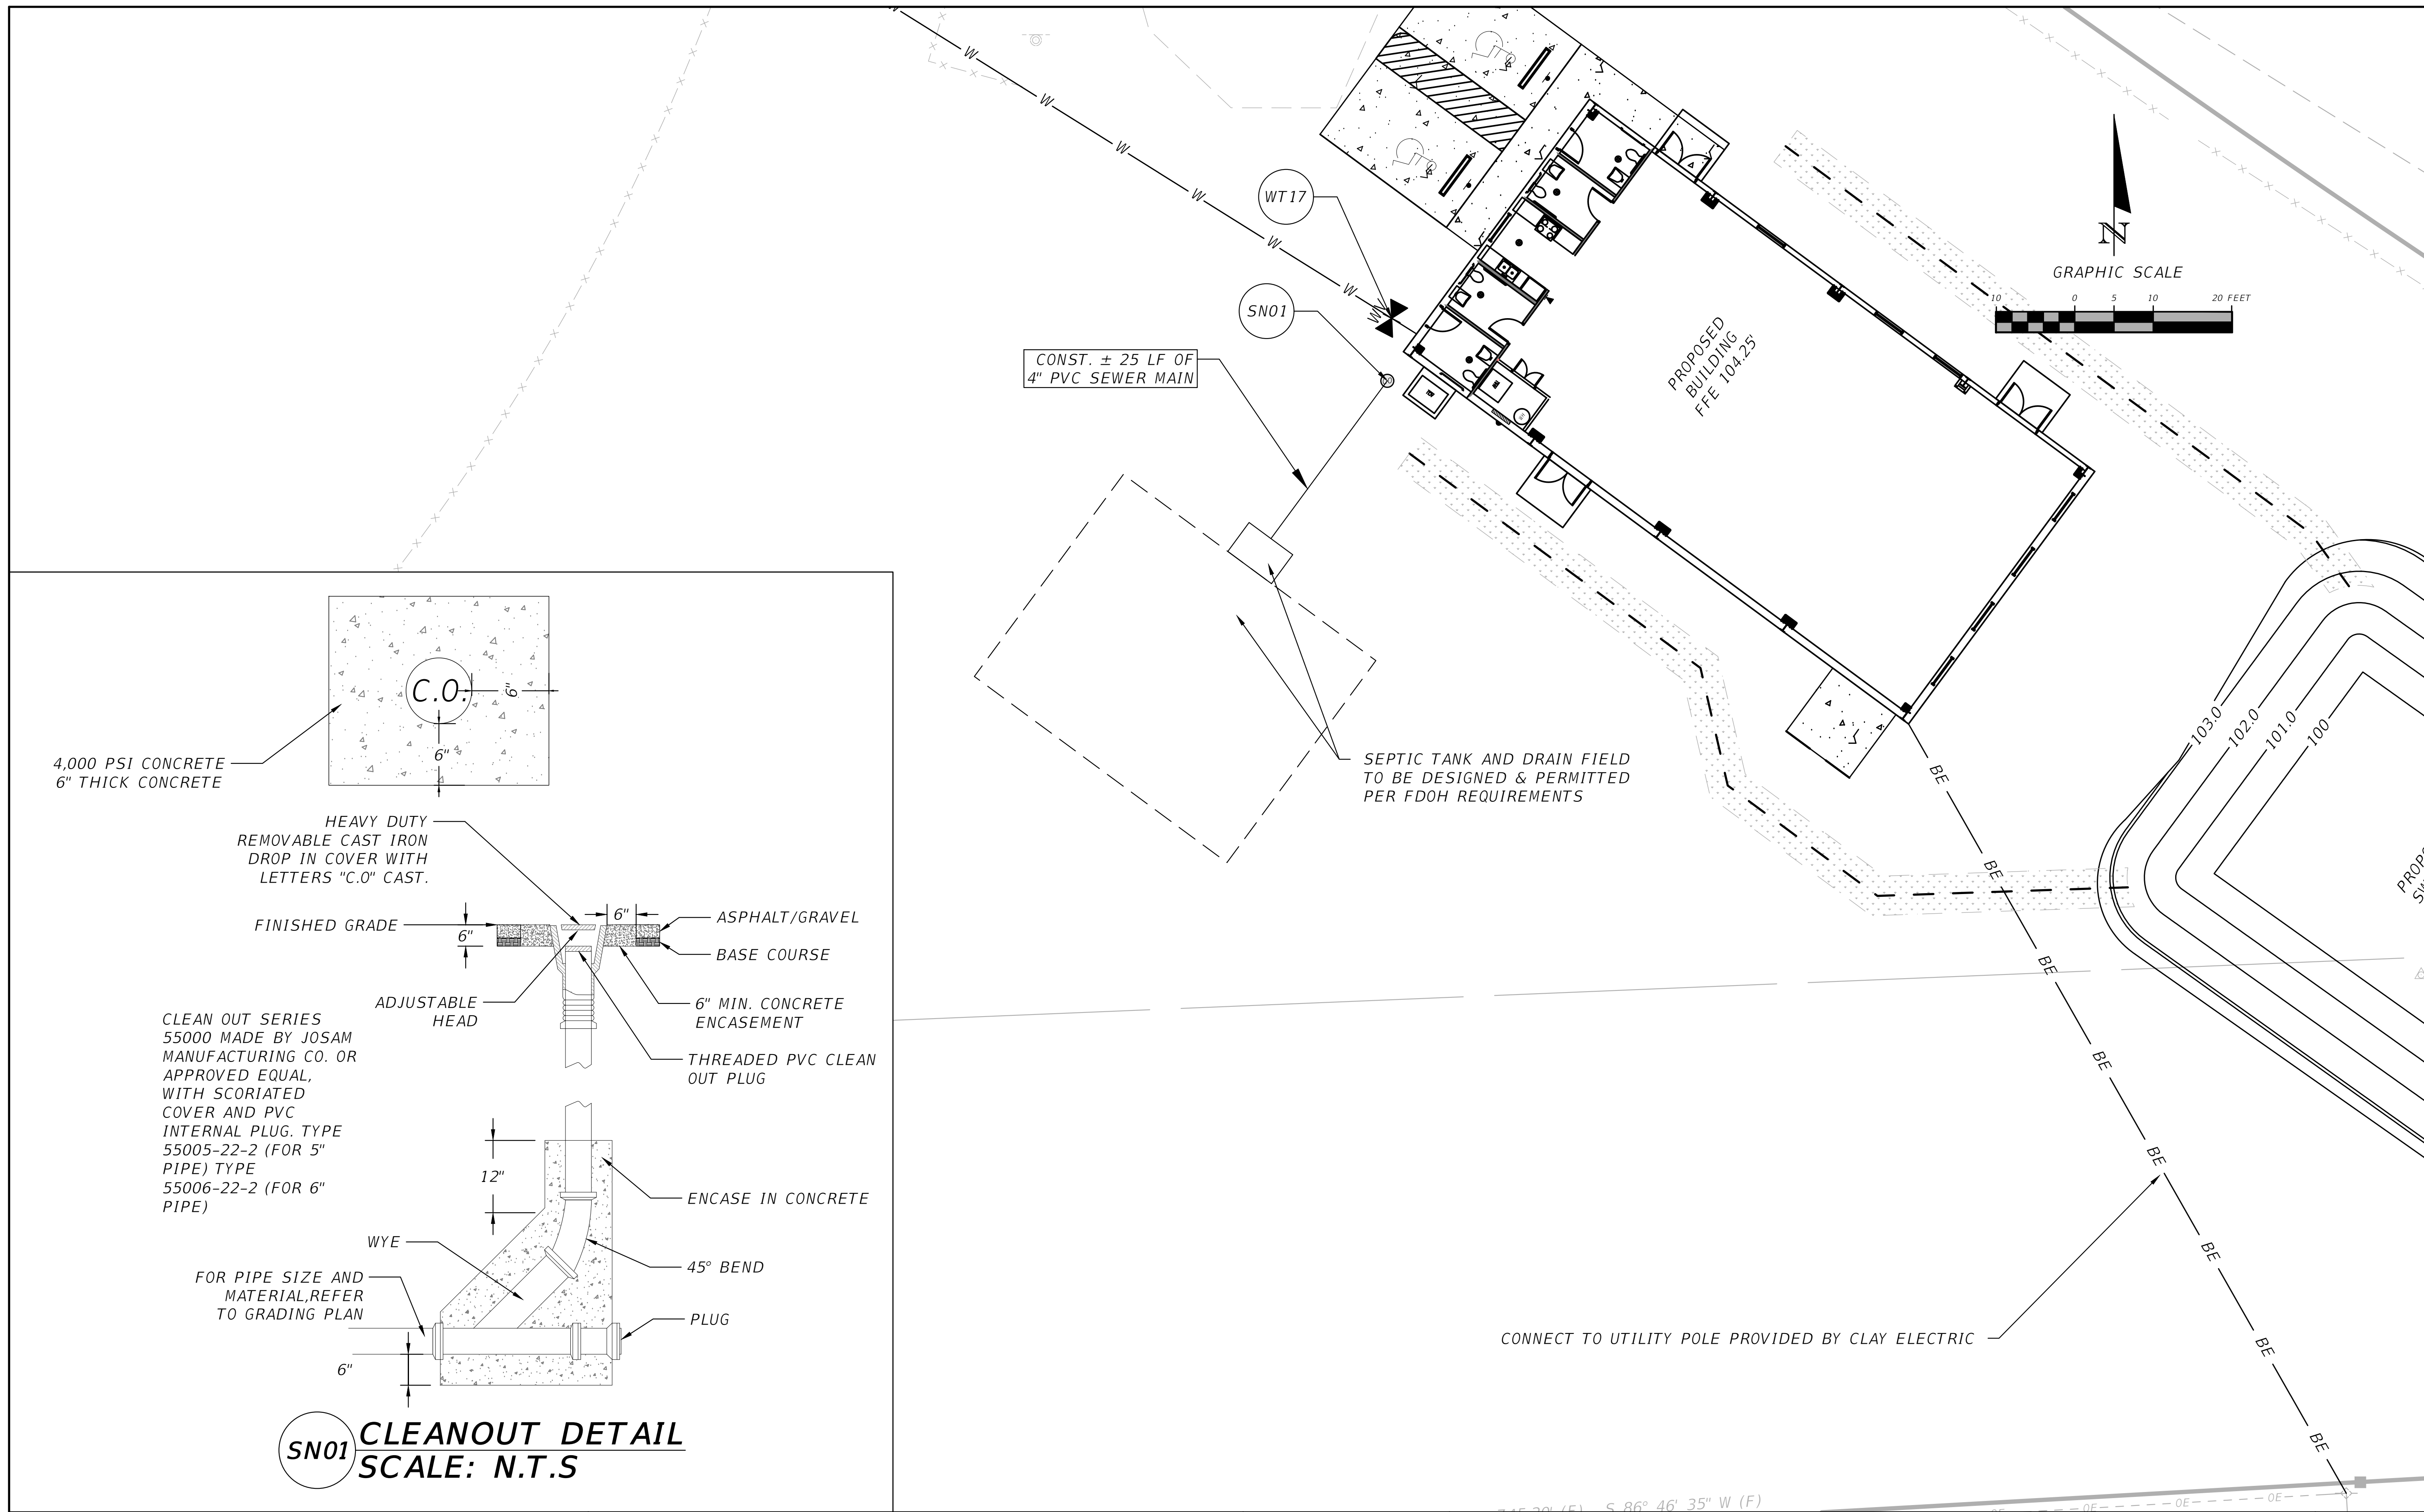 W
W
W
W
W
W
WM
WT17
SN01
CONST. ± 25 LF OF
4" PVC SEWER MAIN
PROPOSED
BUILDING
FFE 104.25'
N
GRAPHIC SCALE
10 0 5 10 20 FEET
SEPTIC TANK AND DRAIN FIELD
TO BE DESIGNED & PERMITTED
PER FDOH REQUIREMENTS
103.0
102.0
101.0
100
BE
BE
BE
BE
BE
BE
BE
BE
CONNECT TO UTILITY POLE PROVIDED BY CLAY ELECTRIC
S 86° 46' 35" W (F)
OE
OE
OE
OE
C.O.
6"
6"
4,000 PSI CONCRETE
6" THICK CONCRETE
HEAVY DUTY
REMOVABLE CAST IRON
DROP IN COVER WITH
LETTERS "C.O" CAST.
FINISHED GRADE
6"
6"
ASPHALT/GRAVEL
BASE COURSE
ADJUSTABLE
HEAD
6" MIN. CONCRETE
ENCASEMENT
THREADED PVC CLEAN
OUT PLUG
CLEAN OUT SERIES
55000 MADE BY JOSAM
MANUFACTURING CO. OR
APPROVED EQUAL,
WITH SCORIATED
COVER AND PVC
INTERNAL PLUG. TYPE
55005-22-2 (FOR 5"
PIPE) TYPE
55006-22-2 (FOR 6"
PIPE)
12"
ENCASE IN CONCRETE
WYE
45° BEND
FOR PIPE SIZE AND
MATERIAL,REFER
TO GRADING PLAN
PLUG
6"
SN01
CLEANOUT DETAIL
SCALE: N.T.S